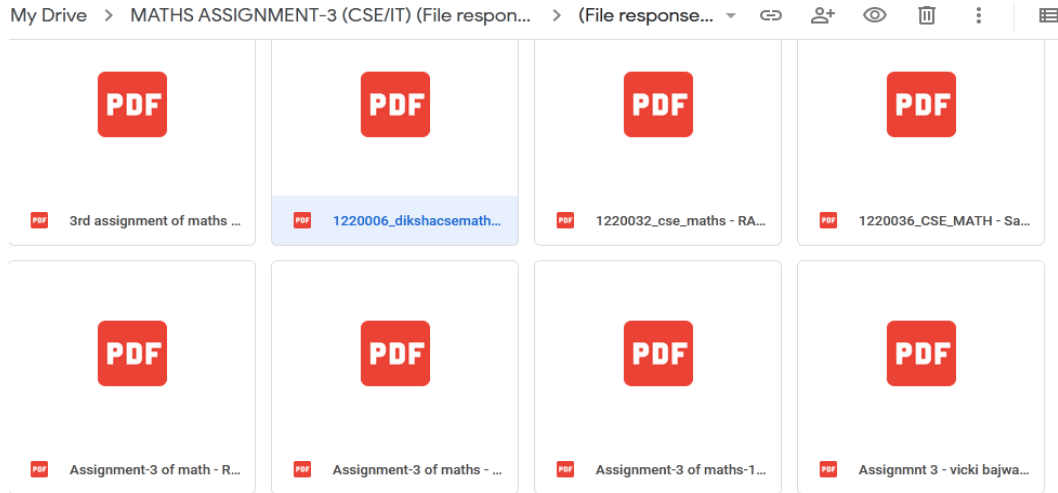 My Drive > MATHS ASSIGNMENT-3 (CSE/IT) (File respon... > (File response...
PDF PDF PDF PDF
PDF 3rd assignment of maths ... PDF 1220006_dikshacsemath... PDF 1220032_cse_maths - RA... PDF 1220036_CSE_MATH - Sa...
PDF PDF PDF PDF
PDF Assignment-3 of math - R... PDF Assignment-3 of maths - ... PDF Assignment-3 of maths-1... PDF Assignmnt 3 - vicki bajwa...